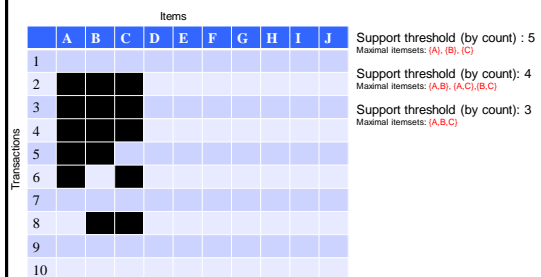 Items
A B C D E F G H I J
Support threshold (by count) : 5
Maximal itemsets: {A}, {B}, {C}
Support threshold (by count): 4
Maximal itemsets: {A,B}, {A,C},{B,C}
Support threshold (by count): 3
Maximal itemsets: {A,B,C}
Transactions
1
2
3
4
5
6
7
8
9
10